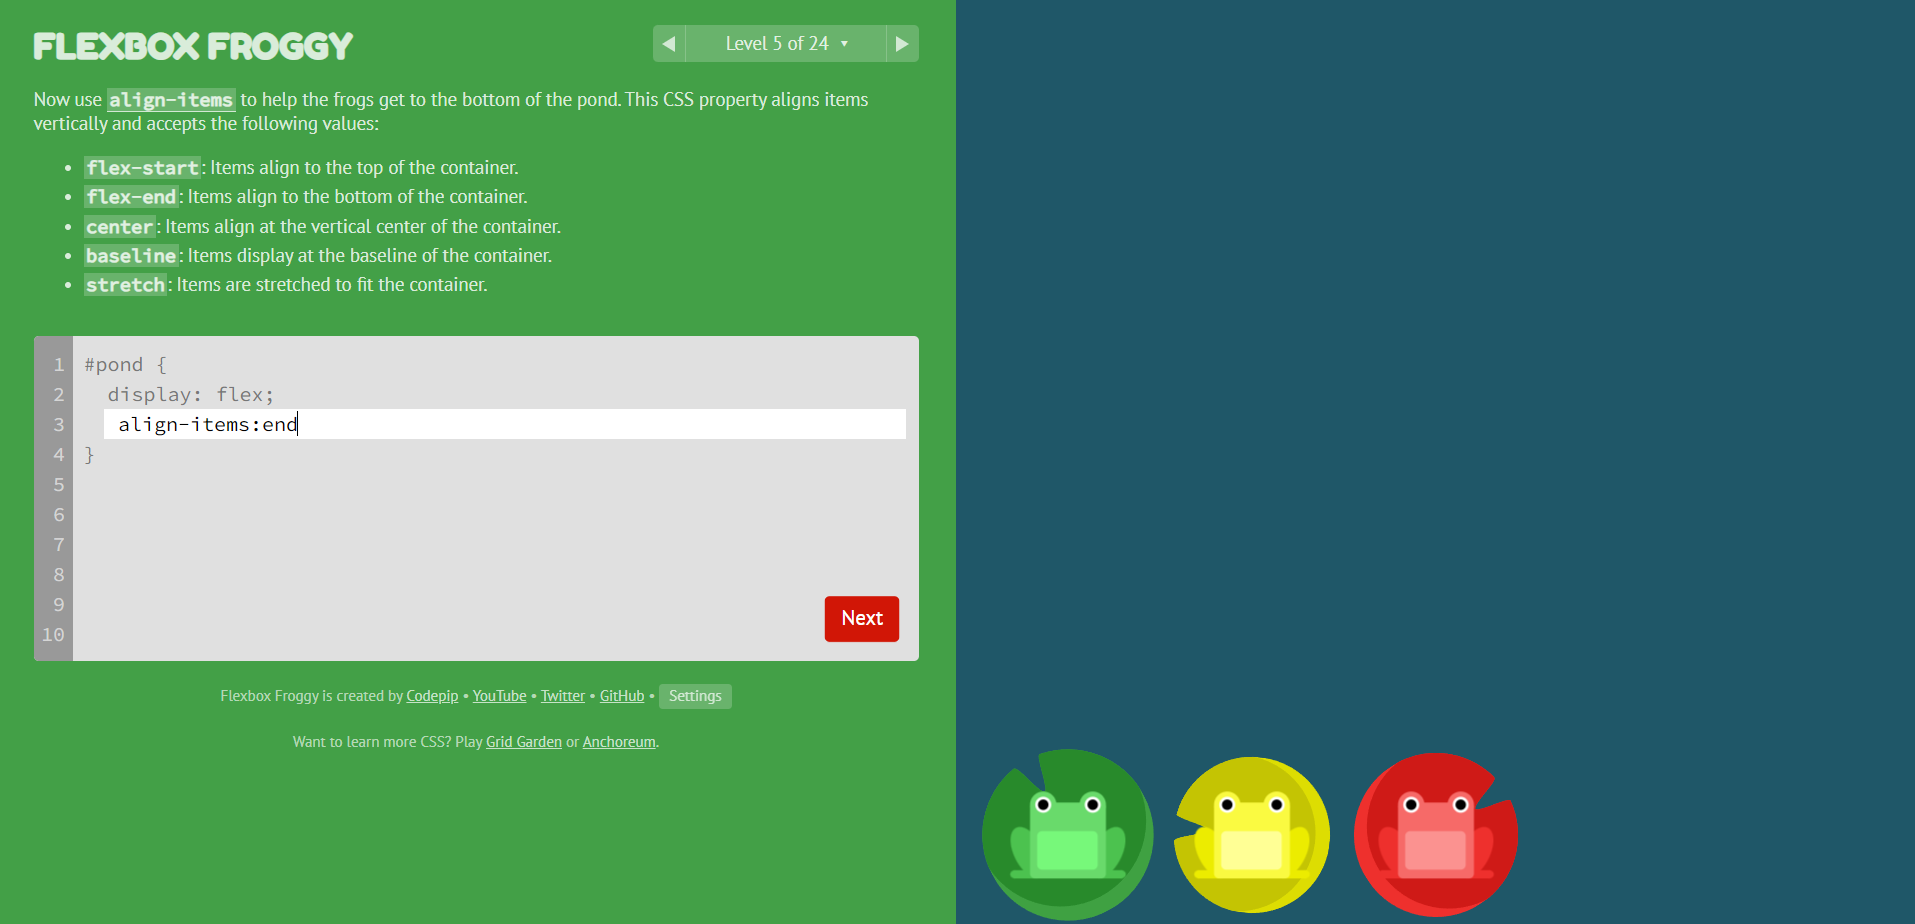 FLEXBOX FROGGY
◀ Level 5 of 24 ▼ ▶
Now use align-items to help the frogs get to the bottom of the pond. This CSS property aligns items
vertically and accepts the following values:
• flex-start: Items align to the top of the container.
• flex-end: Items align to the bottom of the container.
• center: Items align at the vertical center of the container.
• baseline: Items display at the baseline of the container.
• stretch: Items are stretched to fit the container.
1 #pond {
2 display: flex;
3 align-items:end
4 }
5
6
7
8
9
10
Next
Flexbox Froggy is created by Codepip • YouTube • Twitter • GitHub • Settings
Want to learn more CSS? Play Grid Garden or Anchoreum.